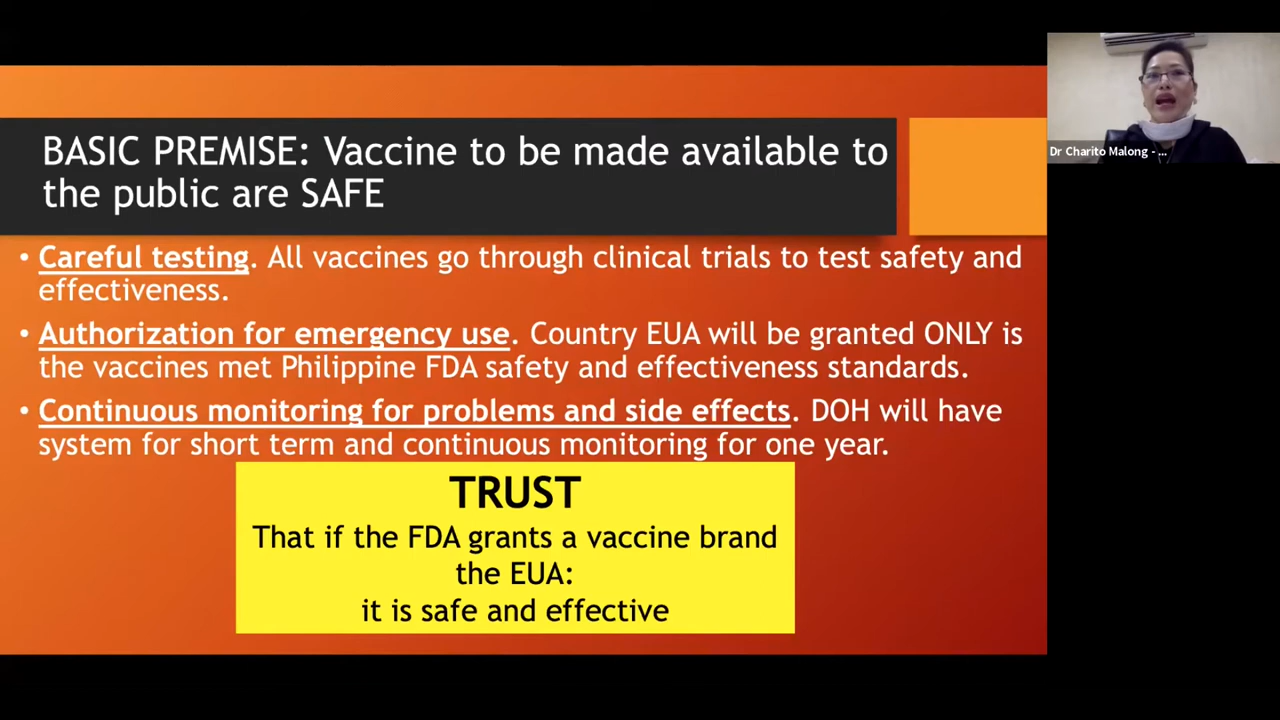 BASIC PREMISE: Vaccine to be made available to
the public are SAFE
• Careful testing. All vaccines go through clinical trials to test safety and
effectiveness.
• Authorization for emergency use. Country EUA will be granted ONLY is
the vaccines met Philippine FDA safety and effectiveness standards.
• Continuous monitoring for problems and side effects. DOH will have
system for short term and continuous monitoring for one year.
TRUST
That if the FDA grants a vaccine brand
the EUA:
it is safe and effective
Dr Charito Malong - ...